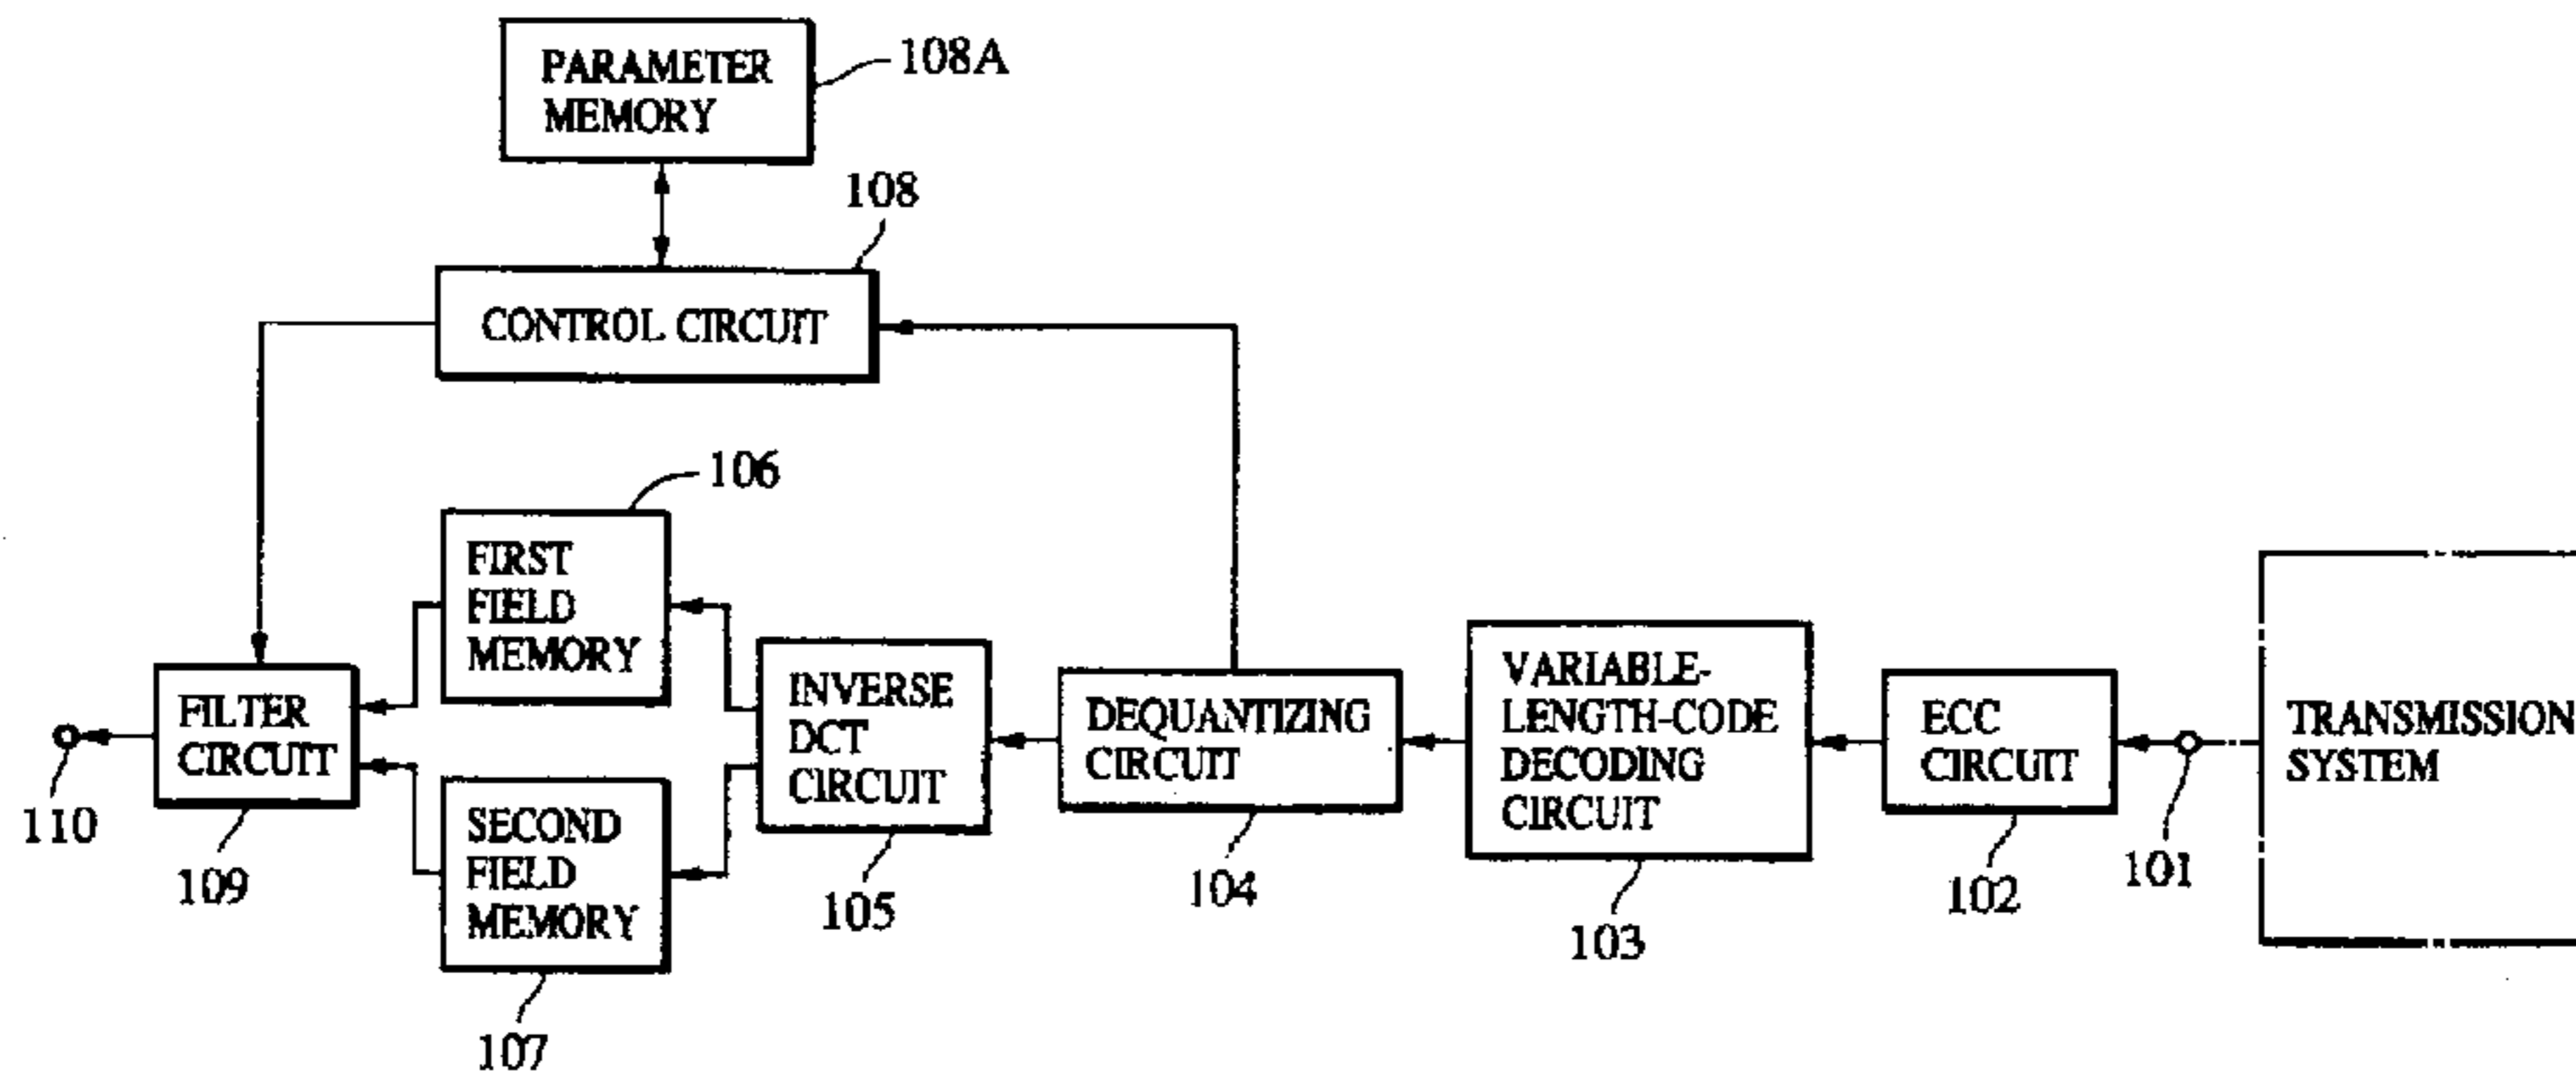 PARAMETER
MEMORY
108A
108
CONTROL CIRCUIT
106
FIRST
FIELD
MEMORY
FILTER
CIRCUIT
110
109
SECOND
FIELD
MEMORY
107
INVERSE
DCT
CIRCUIT
105
DEQUANTIZING
CIRCUIT
104
VARIABLE-
LENGTH-CODE
DECODING
CIRCUIT
103
ECC
CIRCUIT
102
101
TRANSMISSION
SYSTEM